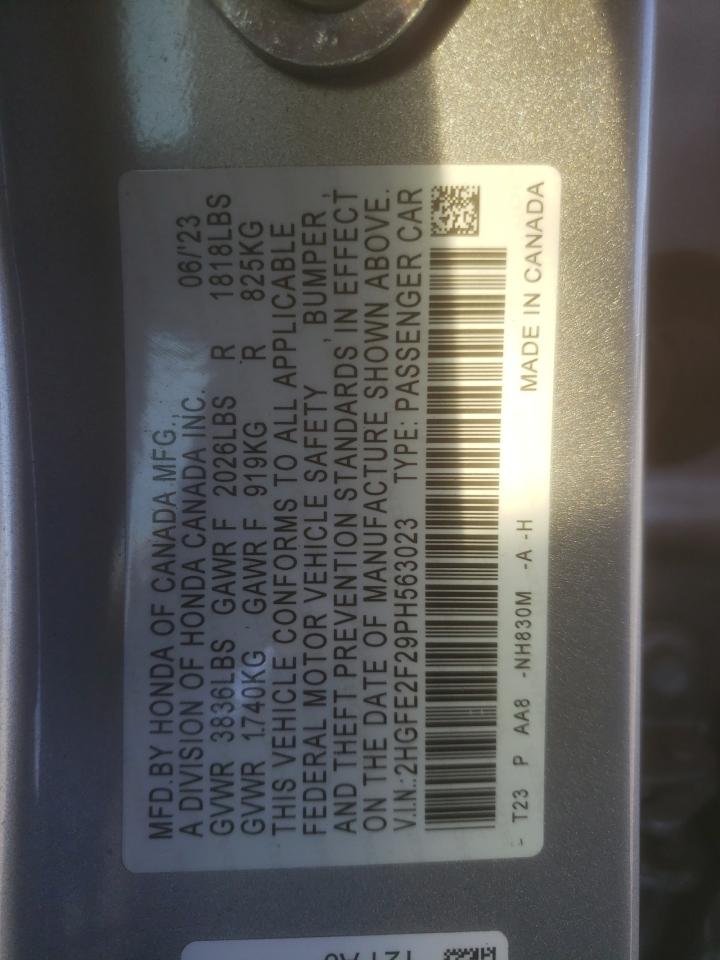 MFD.BY HONDA OF CANADA MFG.,
A DIVISION OF HONDA CANADA INC. 06/'23
GVWR 3836LBS GAWR F 2026LBS R 1818LBS
GVWR 1740KG GAWR F 919KG R 825KG
THIS VEHICLE CONFORMS TO ALL APPLICABLE
FEDERAL MOTOR VEHICLE SAFETY , BUMPER ,
AND THEFT PREVENTION STANDARDS IN EFFECT
ON THE DATE OF MANUFACTURE SHOWN ABOVE.
V.I.N.:2HGFE2F29PH563023 TYPE: PASSENGER CAR
- T23 P AA8 -NH830M -A -H MADE IN CANADA